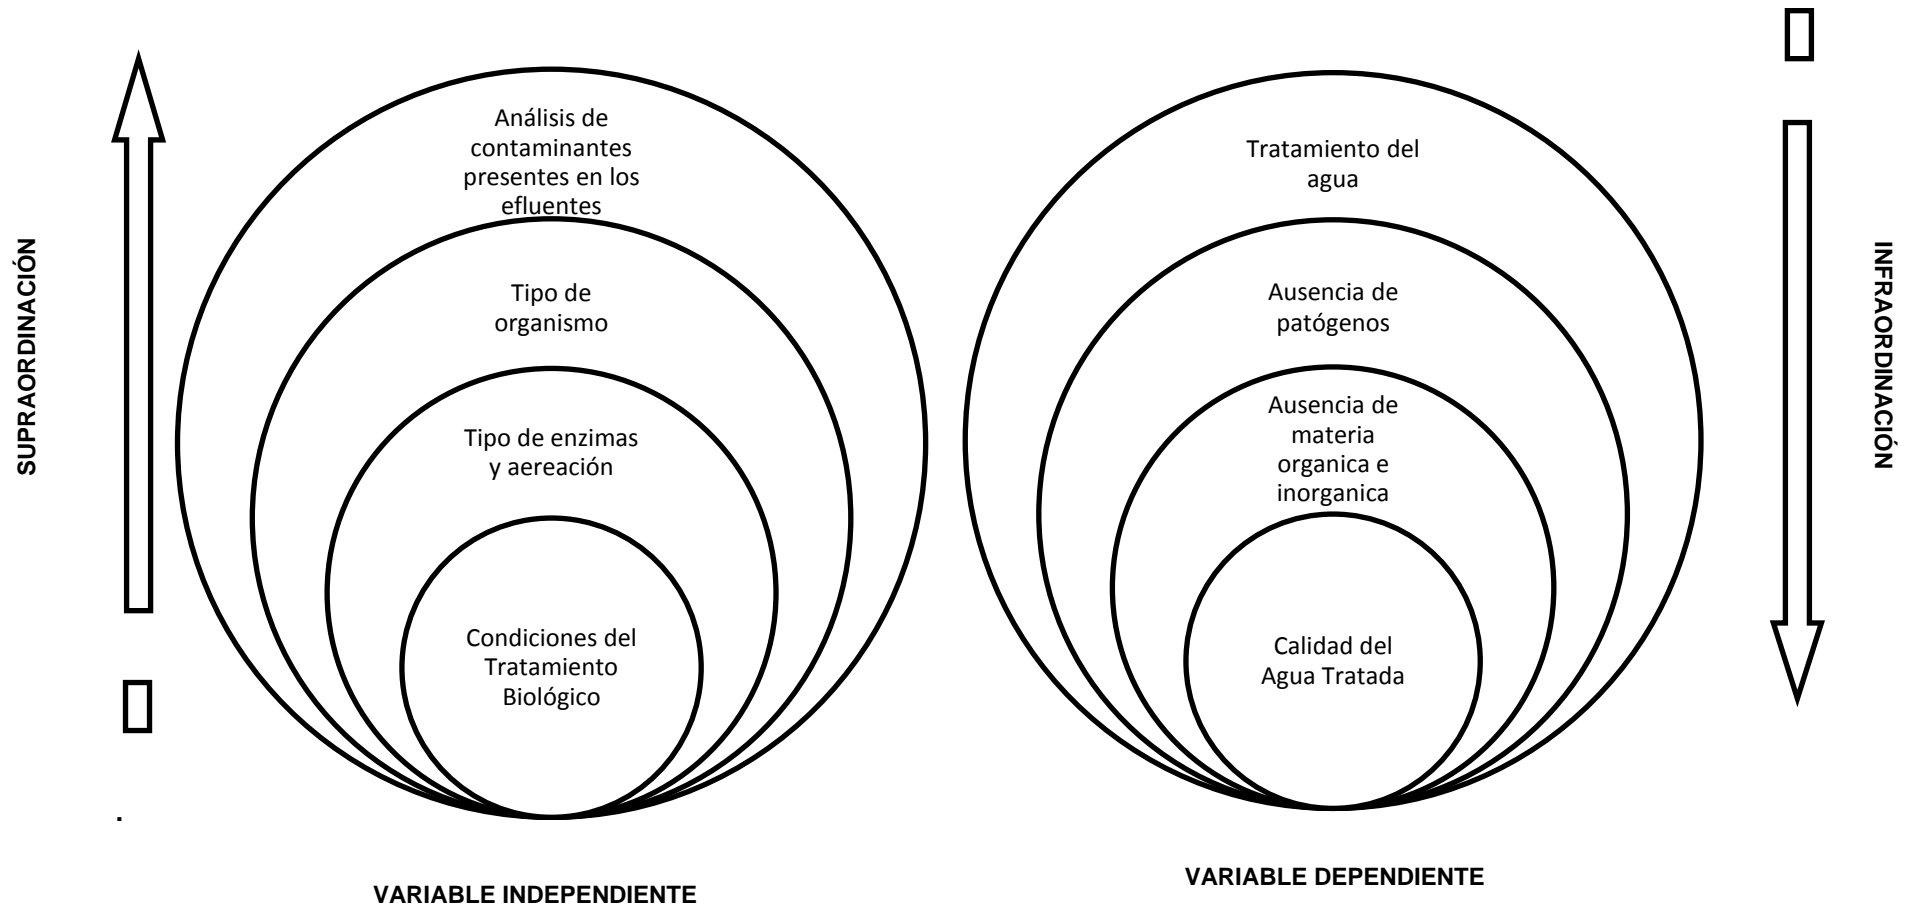 SUPRAORDINACIÓN
Análisis de
contaminantes
presentes en los
efluentes
Tipo de
organismo
Tipo de enzimas
y aereación
Condiciones del
Tratamiento
Biológico
.
VARIABLE INDEPENDIENTE
Tratamiento del
agua
Ausencia de
patógenos
Ausencia de
materia
organica e
inorganica
Calidad del
Agua Tratada
VARIABLE DEPENDIENTE
INFRAORDINACIÓN